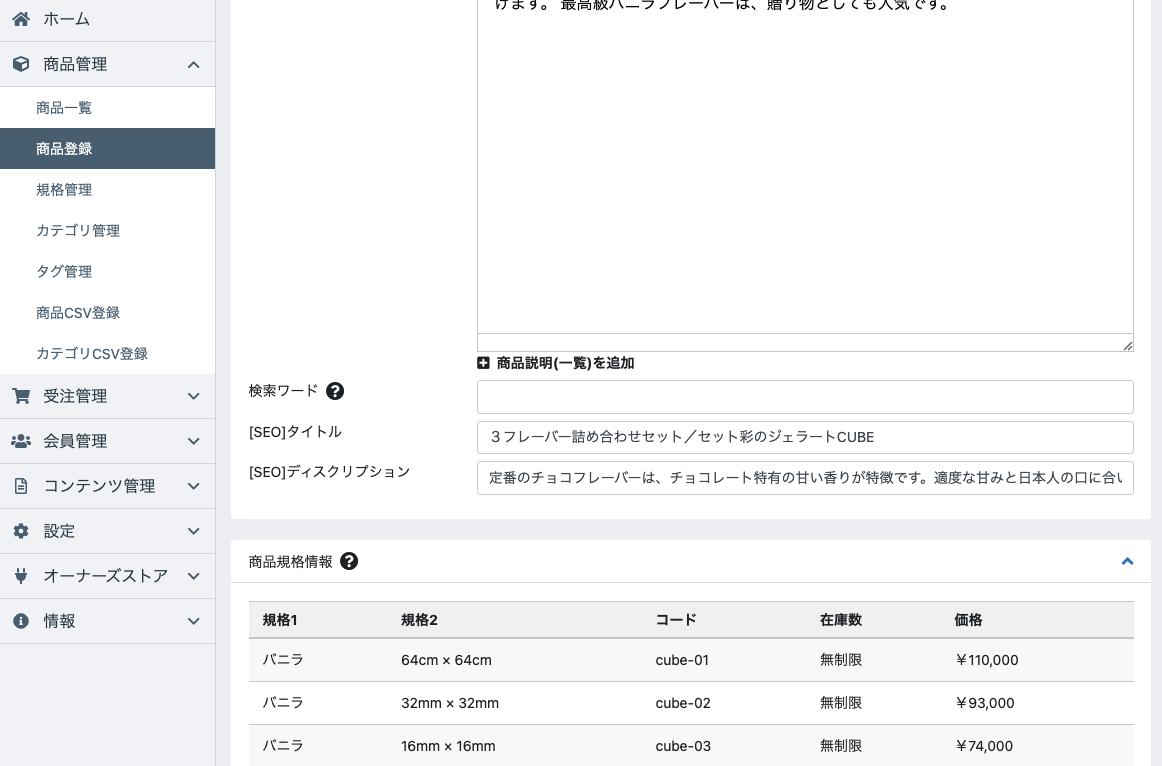 ホーム
商品管理
商品一覧
商品登録
規格管理
カテゴリ管理
タグ管理
商品CSV登録
カテゴリCSV登録
受注管理
会員管理
コンテンツ管理
設定
オーナーズストア
情報
けます。 最高級バニラフレーバーは、贈り物としても人気です。
商品説明(一覧)を追加
検索ワード
[SEO]タイトル
３フレーバー詰め合わせセット／セット彩のジェラートCUBE
[SEO]ディスクリプション
定番のチョコフレーバーは、チョコレート特有の甘い香りが特徴です。適度な甘みと日本人の口に合い
商品規格情報
規格1 規格2 コード 在庫数 価格
バニラ 64cm × 64cm cube-01 無制限 ￥110,000
バニラ 32mm × 32mm cube-02 無制限 ￥93,000
バニラ 16mm × 16mm cube-03 無制限 ￥74,000